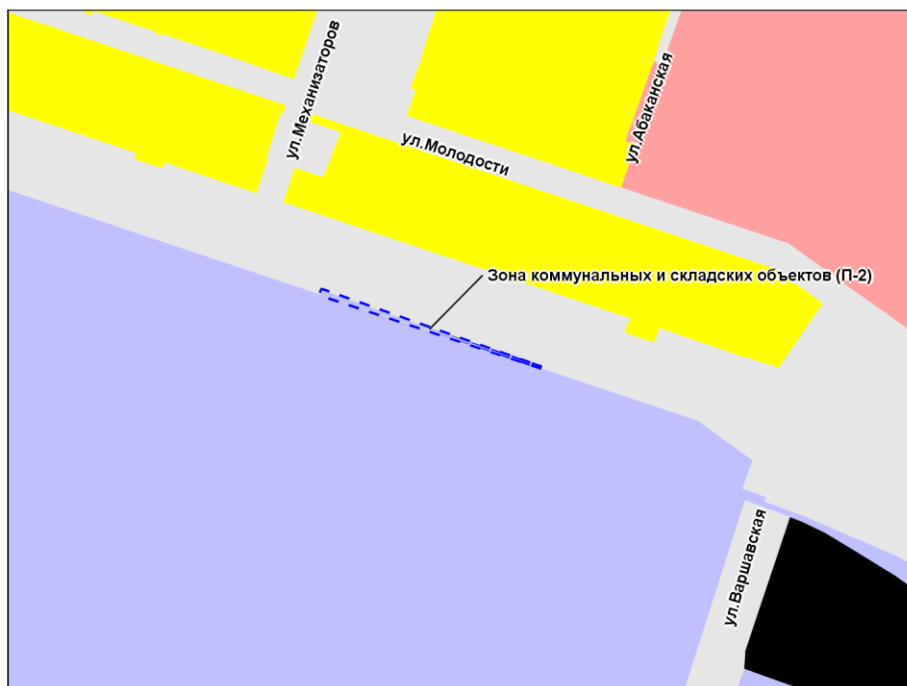 ул.Механизаторов
ул.Молодости
ул.Абаканская
Зона коммунальных и складских объектов (П-2)
ул.Варшавская